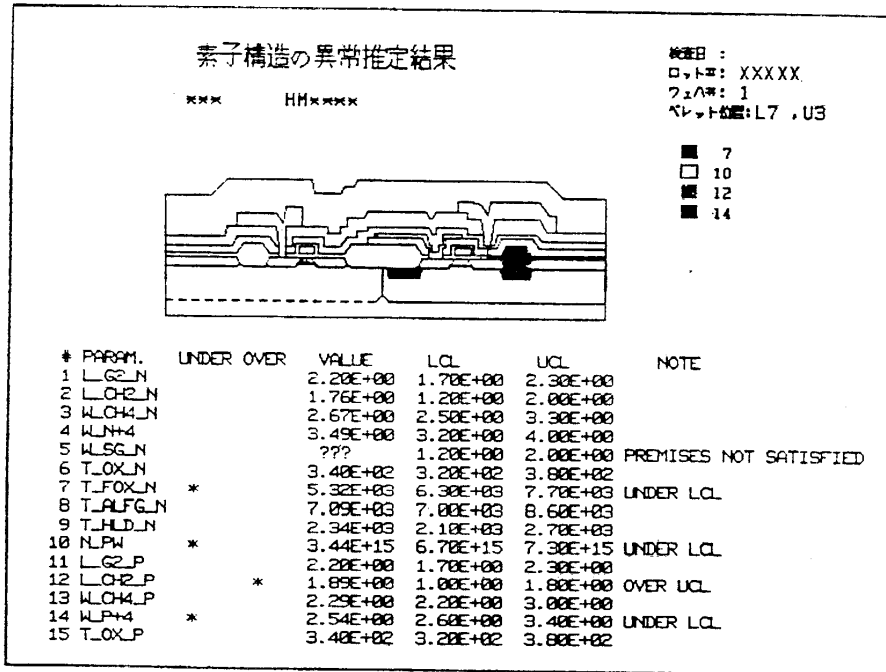 素子構造の異常推定結果
*** HM****
検査日 :
ロット#: XXXXX
ウェハ#: 1
ペレット位置:L7 ,U3
7
10
12
14
# PARAM. UNDER OVER VALUE LCL UCL NOTE
1 L_G2_N 2.20E+00 1.70E+00 2.30E+00
2 L_CH2_N 1.76E+00 1.20E+00 2.00E+00
3 W_CH4_N 2.67E+00 2.50E+00 3.30E+00
4 W_N+4 3.49E+00 3.20E+00 4.00E+00
5 W_SG_N ??? 1.20E+00 2.00E+00 PREMISES NOT SATISFIED
6 T_OX_N 3.40E+02 3.20E+02 3.80E+02
7 T_FOX_N * 5.32E+03 6.30E+03 7.70E+03 UNDER LCL
8 T_ALFG_N 7.09E+03 7.00E+03 8.60E+03
9 T_HLD_N 2.34E+03 2.10E+03 2.70E+03
10 N_PW * 3.44E+15 6.70E+15 7.30E+15 UNDER LCL
11 L_G2_P 2.20E+00 1.70E+00 2.30E+00
12 L_CH2_P * 1.89E+00 1.00E+00 1.80E+00 OVER UCL
13 W_CH4_P 2.29E+00 2.20E+00 3.00E+00
14 W_P+4 * 2.54E+00 2.60E+00 3.40E+00 UNDER LCL
15 T_OX_P 3.40E+02 3.20E+02 3.80E+02